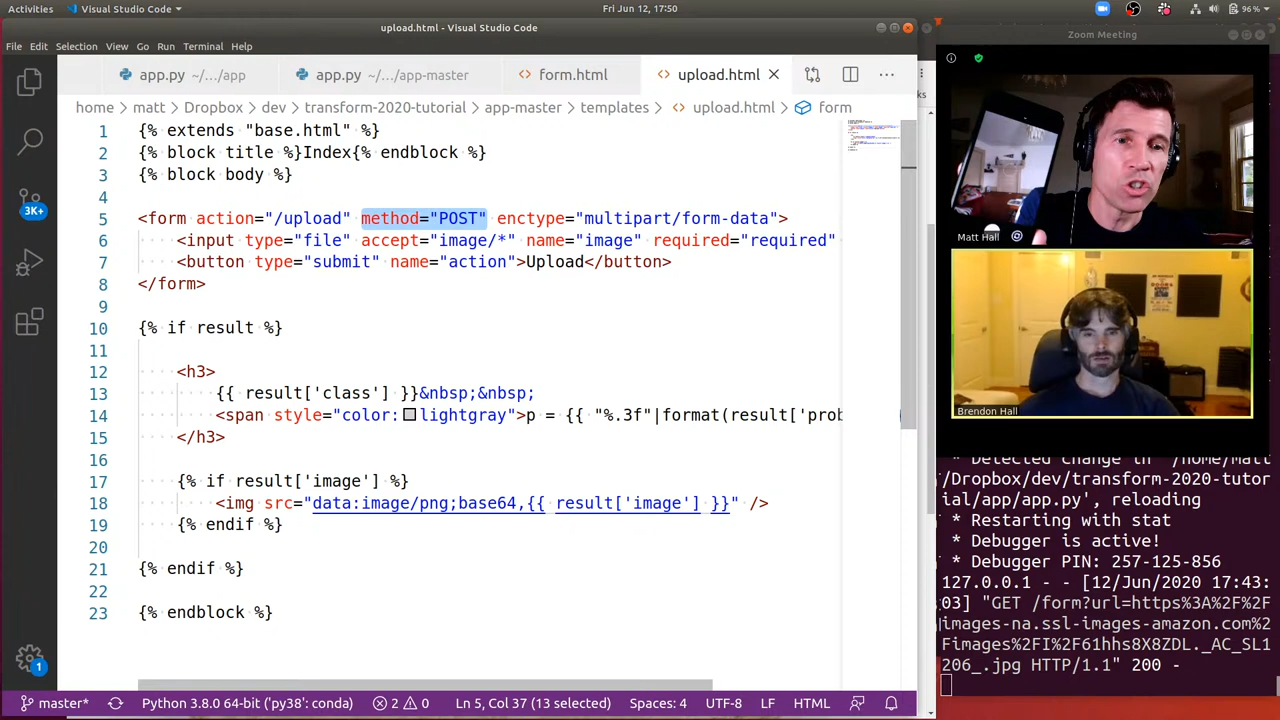 Activities
Visual Studio Code
Fri Jun 12, 17:50
96%
upload.html - Visual Studio Code
File Edit Selection View Go Run Terminal Help
app.py ~/.../app
app.py ~/.../app-master
form.html
upload.html
home > matt > Dropbox > dev > transform-2020-tutorial > app-master > templates > upload.html > form
1 {% extends "base.html" %}
2 {% block title %}Index{% endblock %}
3 {% block body %}
4
5 <form action="/upload" method="POST" enctype="multipart/form-data">
6 <input type="file" accept="image/*" name="image" required="required"
7 <button type="submit" name="action">Upload</button>
8 </form>
9
10 {% if result %}
11
12 <h3>
13 {{ result['class'] }}&nbsp;&nbsp;
14 <span style="color: lightgray">p = {{ "%.3f"|format(result['prob
15 </h3>
16
17 {% if result['image'] %}
18 <img src="data:image/png;base64,{{ result['image'] }}" />
19 {% endif %}
20
21 {% endif %}
22
23 {% endblock %}
3K+
1
master*
Python 3.8.0 64-bit ('py38': conda)
2
0
Ln 5, Col 37 (13 selected)
Spaces: 4
UTF-8
LF
HTML
Zoom Meeting
Matt Hall
Brendon Hall
* Detected change in '/home/matt
/Dropbox/dev/transform-2020-tutor
ial/app/app.py', reloading
* Restarting with stat
* Debugger is active!
* Debugger PIN: 257-125-856
127.0.0.1 - - [12/Jun/2020 17:43:
03] "GET /form?url=https%3A%2F%2F
images-na.ssl-images-amazon.com%2
Fimages%2FI%2F61hhs8X8ZDL._AC_SL1
206_.jpg HTTP/1.1" 200 -